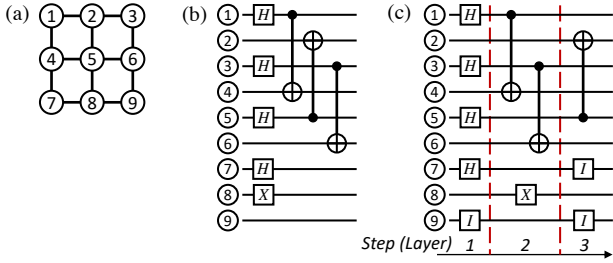 (a)
1 2 3
4 5 6
7 8 9
(b)
1 H
2
3 H
4
5 H
6
7 H
8 X
9
(c)
1 H
2
3 H
4
5 H
6
7 H I
8 X
9 I I
Step (Layer) 1 2 3